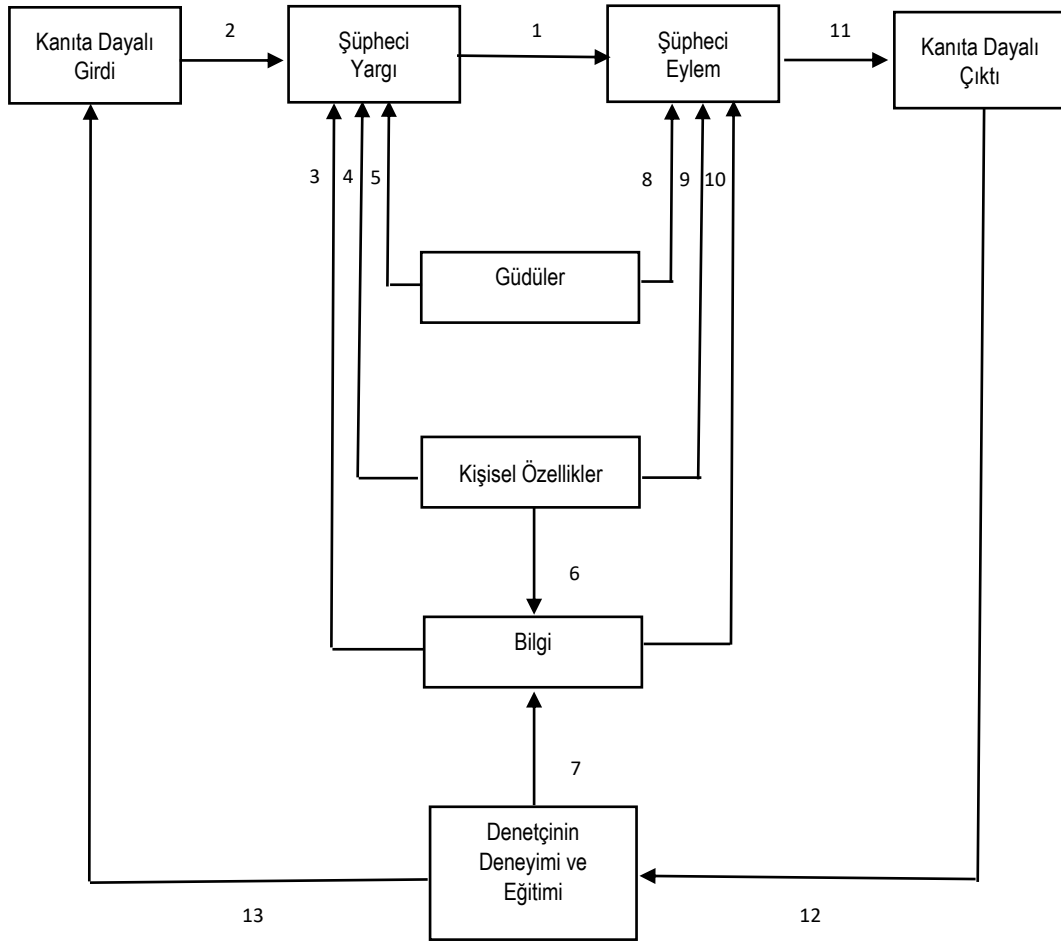 Kanıta Dayalı
Girdi
2
Şüpheci
Yargı
1
Şüpheci
Eylem
11
Kanıta Dayalı
Çıktı
3
4
5
8
9
10
Güdüler
Kişisel Özellikler
6
Bilgi
7
Denetçinin
Deneyimi ve
Eğitimi
13
12